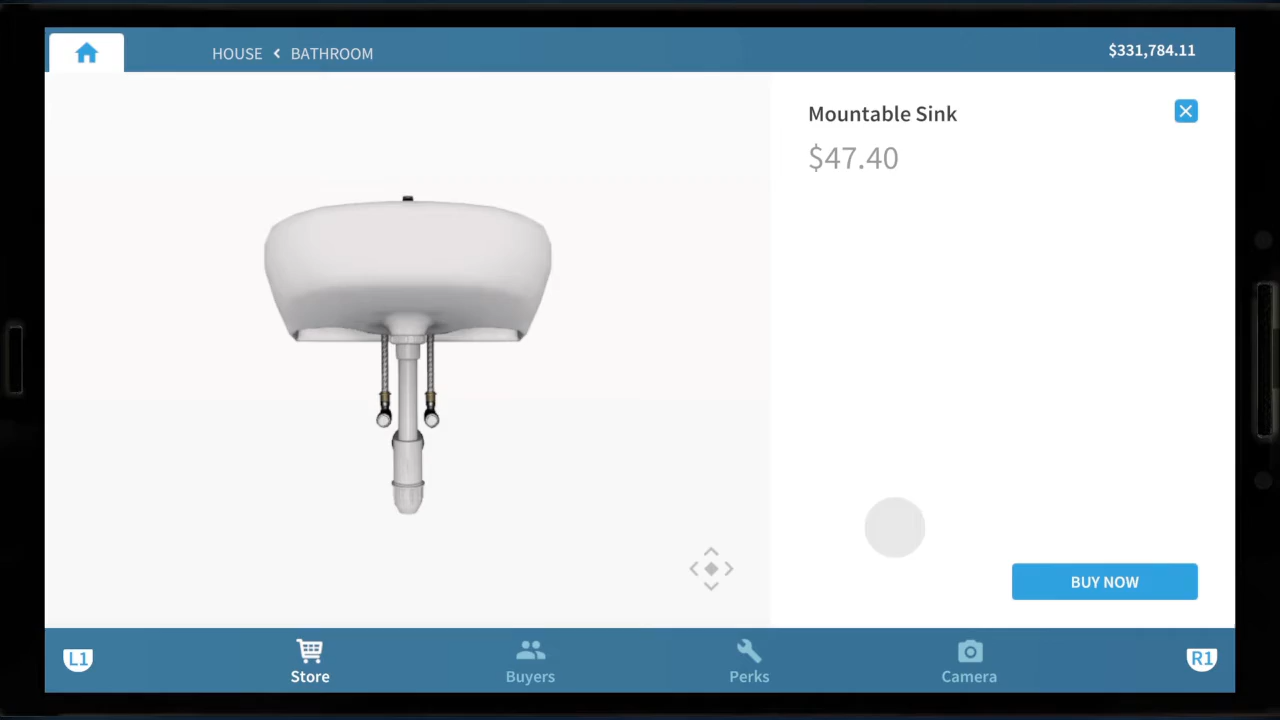 HOUSE < BATHROOM
$331,784.11
Mountable Sink
$47.40
BUY NOW
L1
Store
Buyers
Perks
Camera
R1